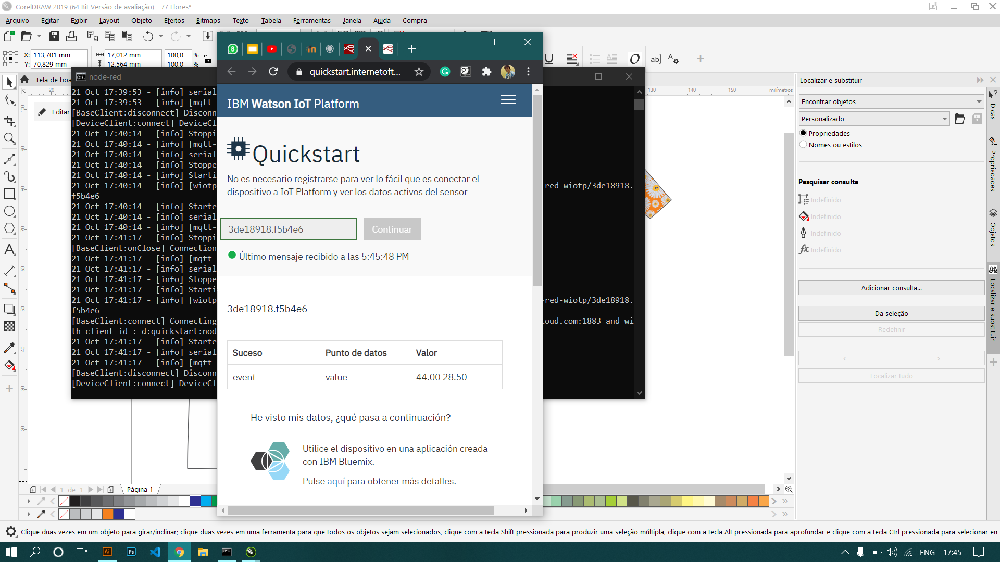 CorelDRAW 2019 (64 Bit Versão de avaliação) - 77 Flores*
Arquivo Editar Exibir Layout Objeto Efeitos Bitmaps Texto Tabela Ferramentas Janela Ajuda Compra
X: 113,701 mm 17,012 mm 100,0 %
Y: 70,829 mm 12,564 mm 100,0 %
Tela de boa
Editar
node-red
21 Oct 17:39:53 - [info] serial
21 Oct 17:39:53 - [info] [mqtt-
[BaseClient:disconnect] Disconn
[DeviceClient:connect] DeviceCl
21 Oct 17:40:14 - [info] Stoppi
21 Oct 17:40:14 - [info] [mqtt-
21 Oct 17:40:14 - [info] serial
21 Oct 17:40:14 - [info] Stoppe
21 Oct 17:40:14 - [info] Starti
21 Oct 17:40:14 - [info] [wiotp
-red-wiotp/3de18918.
f5b4e6
21 Oct 17:40:14 - [info] Starte
21 Oct 17:40:14 - [info] serial
21 Oct 17:40:14 - [info] [mqtt-
21 Oct 17:41:17 - [info] Stoppi
[BaseClient:onClose] Connection
21 Oct 17:41:17 - [info] [mqtt-
21 Oct 17:41:17 - [info] serial
21 Oct 17:41:17 - [info] Stoppe
21 Oct 17:41:17 - [info] Starti
21 Oct 17:41:17 - [info] [wiotp
-red-wiotp/3de18918.
f5b4e6
[BaseClient:connect] Connecting
oud.com:1883 and wi
th client id : d:quickstart:nod
21 Oct 17:41:17 - [info] Starte
21 Oct 17:41:17 - [info] serial
21 Oct 17:41:17 - [info] [mqtt-
[BaseClient:disconnect] Disconn
[DeviceClient:connect] DeviceCl
quickstart.internetoft...
IBM Watson IoT Platform
Quickstart
No es necesario registrarse para ver lo fácil que es conectar el
dispositivo a IoT Platform y ver los datos activos del sensor
3de18918.f5b4e6 Continuar
Último mensaje recibido a las 5:45:48 PM
3de18918.f5b4e6
Suceso Punto de datos Valor
event value 44.00 28.50
He visto mis datos, ¿qué pasa a continuación?
Utilice el dispositivo en una aplicación creada
con IBM Bluemix.
Pulse aquí para obtener más detalles.
130 140 150 milímetros
Localizar e substituir
Encontrar objetos
Personalizado
Propriedades
Nomes ou estilos
Pesquisar consulta
Indefinido
Indefinido
Indefinido
Indefinido
Adicionar consulta...
Da seleção
Redefinir
< >
Localizar tudo
Dicas
Propriedades
Objetos
Localizar e substituir
1 de 1 Página 1
Clique duas vezes em um objeto para girar/inclinar; clique duas vezes em uma ferramenta para que todos os objetos sejam selecionados, clique com a tecla Shift pressionada para produzir uma seleção múltipla, clique com a tecla Alt pressionada para aprofundar e clique com a tecla Ctrl pressionada para selecionar em
ENG 17:45